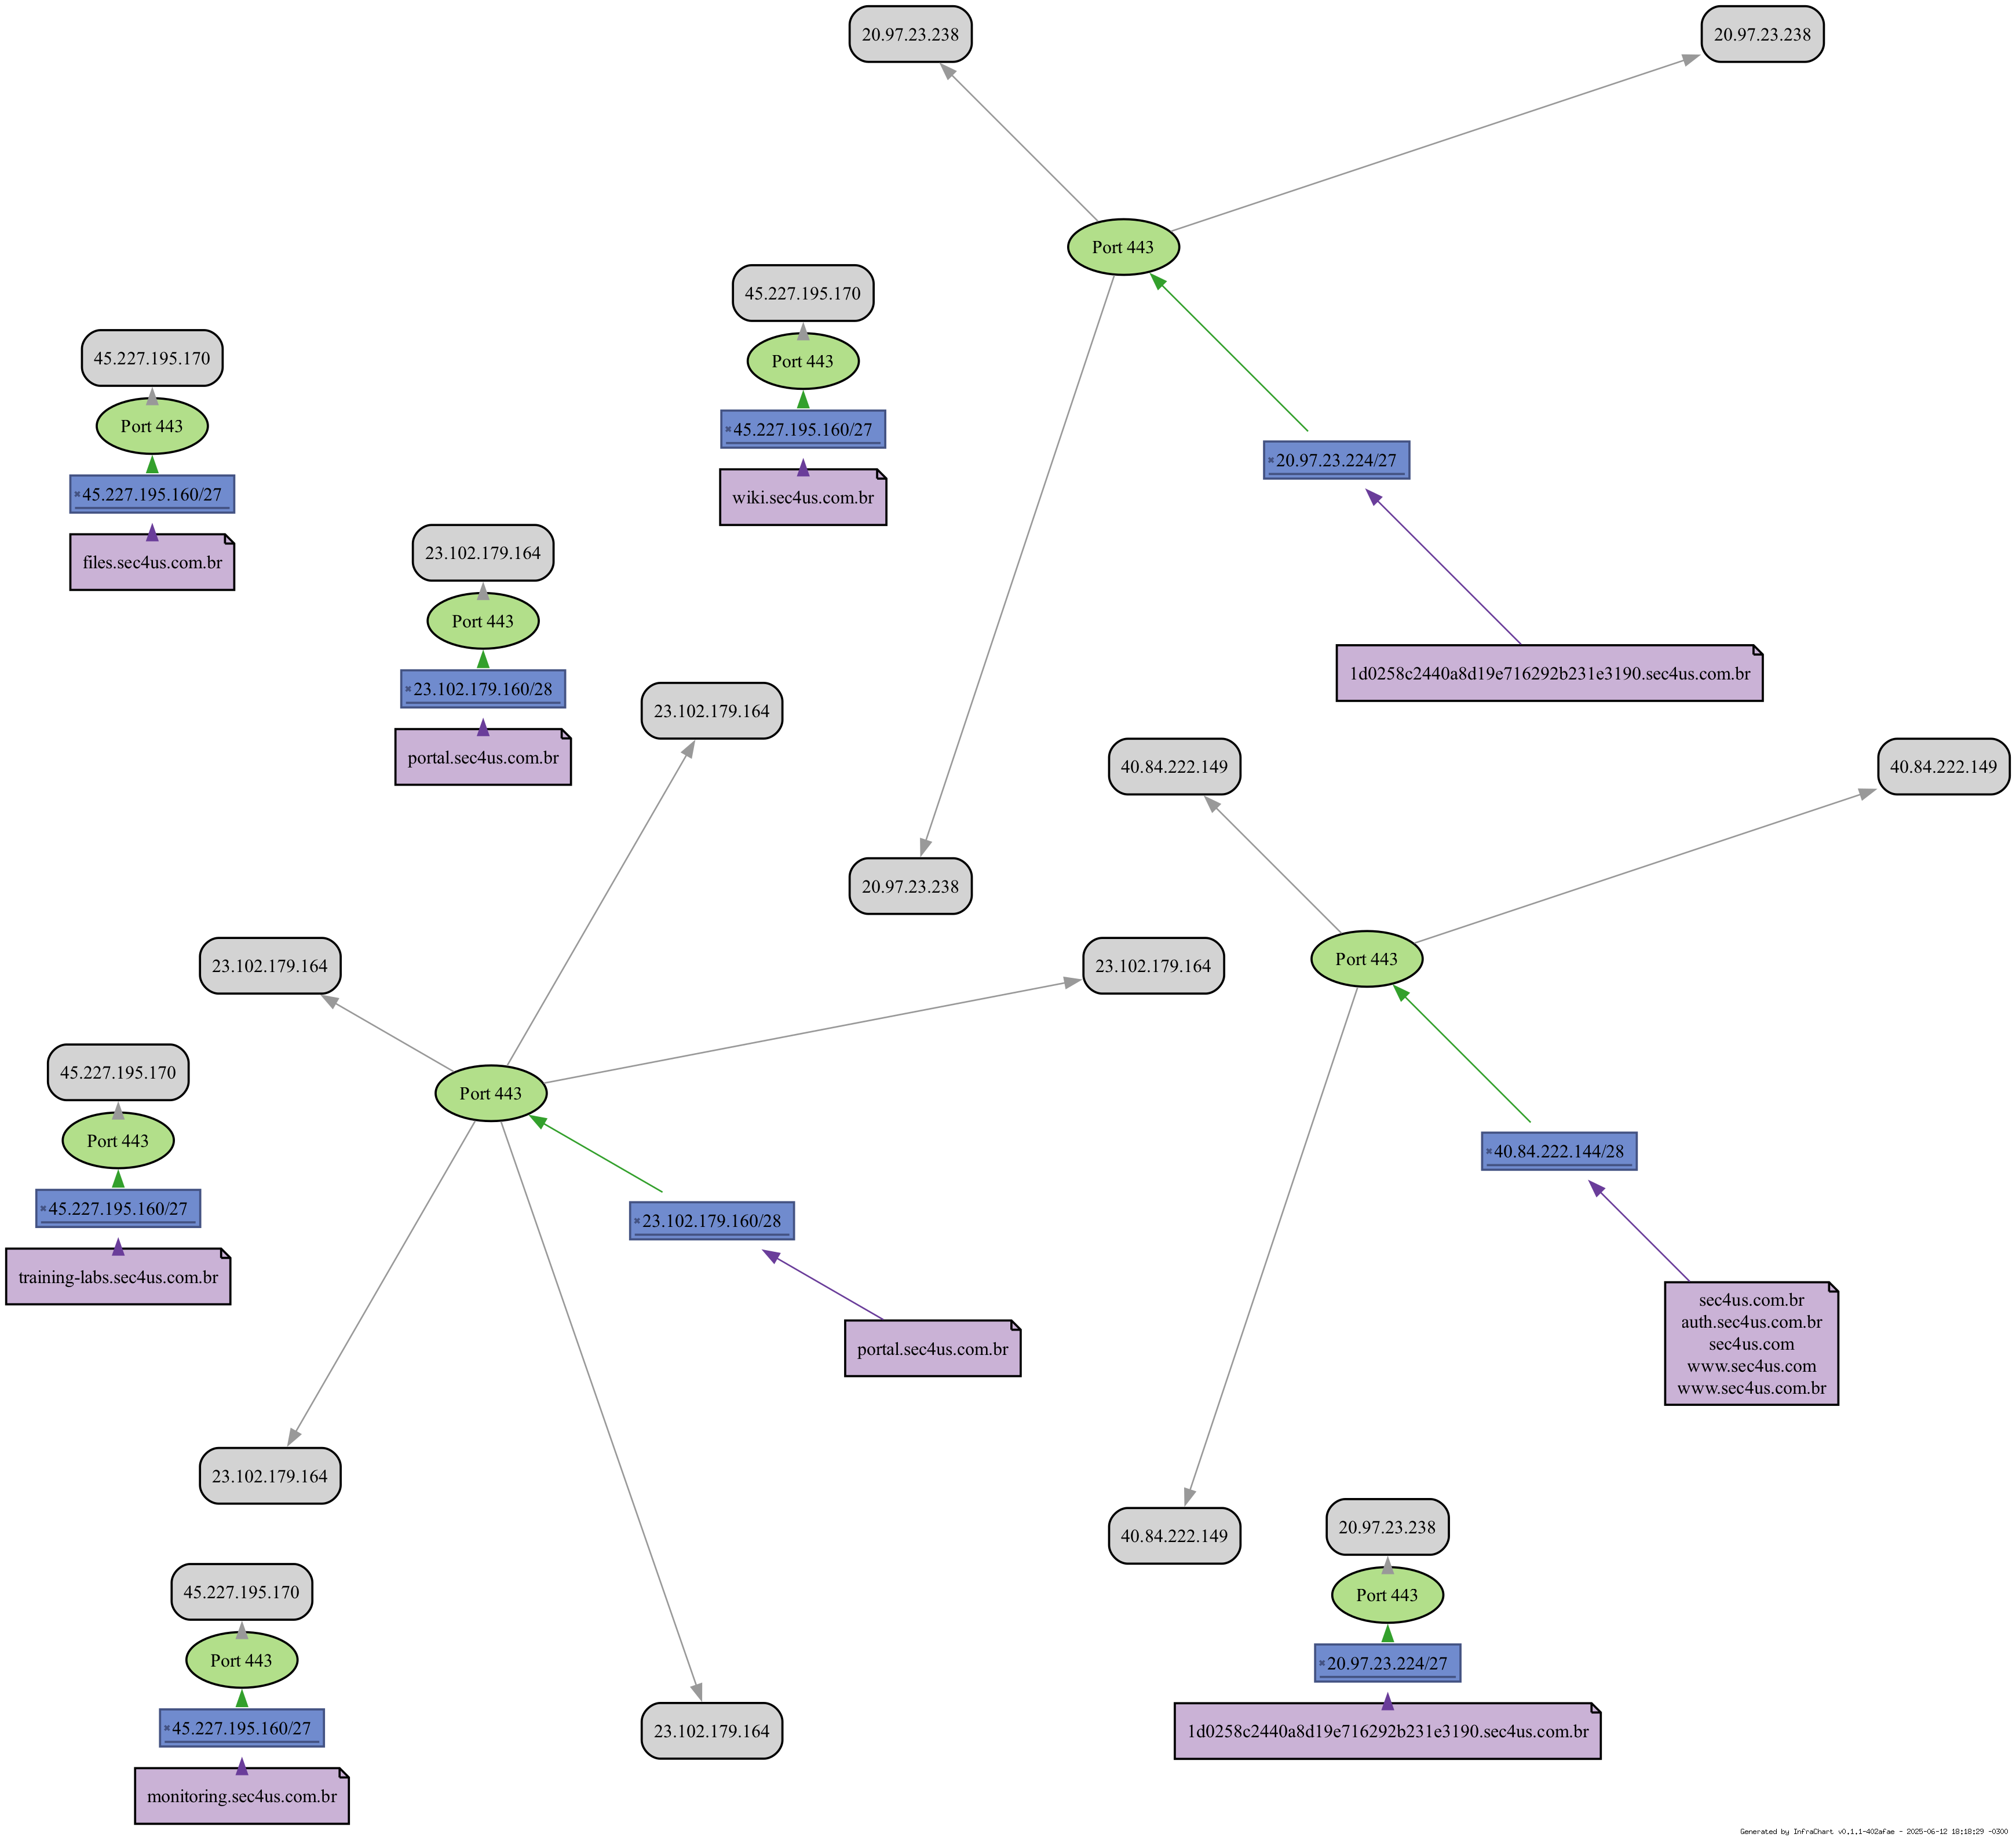 20.97.23.238
20.97.23.238
Port 443
45.227.195.170
Port 443
45.227.195.160/27
wiki.sec4us.com.br
45.227.195.170
Port 443
45.227.195.160/27
files.sec4us.com.br
20.97.23.224/27
1d0258c2440a8d19e716292b231e3190.sec4us.com.br
23.102.179.164
Port 443
23.102.179.160/28
portal.sec4us.com.br
23.102.179.164
40.84.222.149
40.84.222.149
20.97.23.238
23.102.179.164
23.102.179.164
Port 443
45.227.195.170
Port 443
Port 443
45.227.195.160/27
training-labs.sec4us.com.br
40.84.222.144/28
23.102.179.160/28
portal.sec4us.com.br
sec4us.com.br
auth.sec4us.com.br
sec4us.com
www.sec4us.com
www.sec4us.com.br
23.102.179.164
40.84.222.149
20.97.23.238
Port 443
20.97.23.224/27
1d0258c2440a8d19e716292b231e3190.sec4us.com.br
45.227.195.170
Port 443
45.227.195.160/27
monitoring.sec4us.com.br
23.102.179.164
Generated by InfraChart v0.1.1-402afae - 2025-06-12 18:18:29 -0300